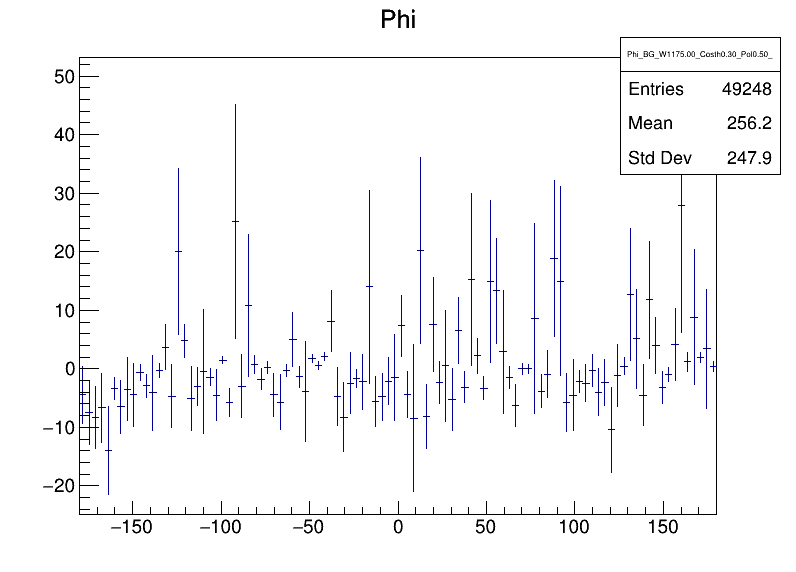 Phi
Phi_BG_W1175.00_Costh0.30_Pol0.50_
Entries 49248
Mean 256.2
Std Dev 247.9
50
40
30
20
10
0
−10
−20
−150 −100 −50 0 50 100 150